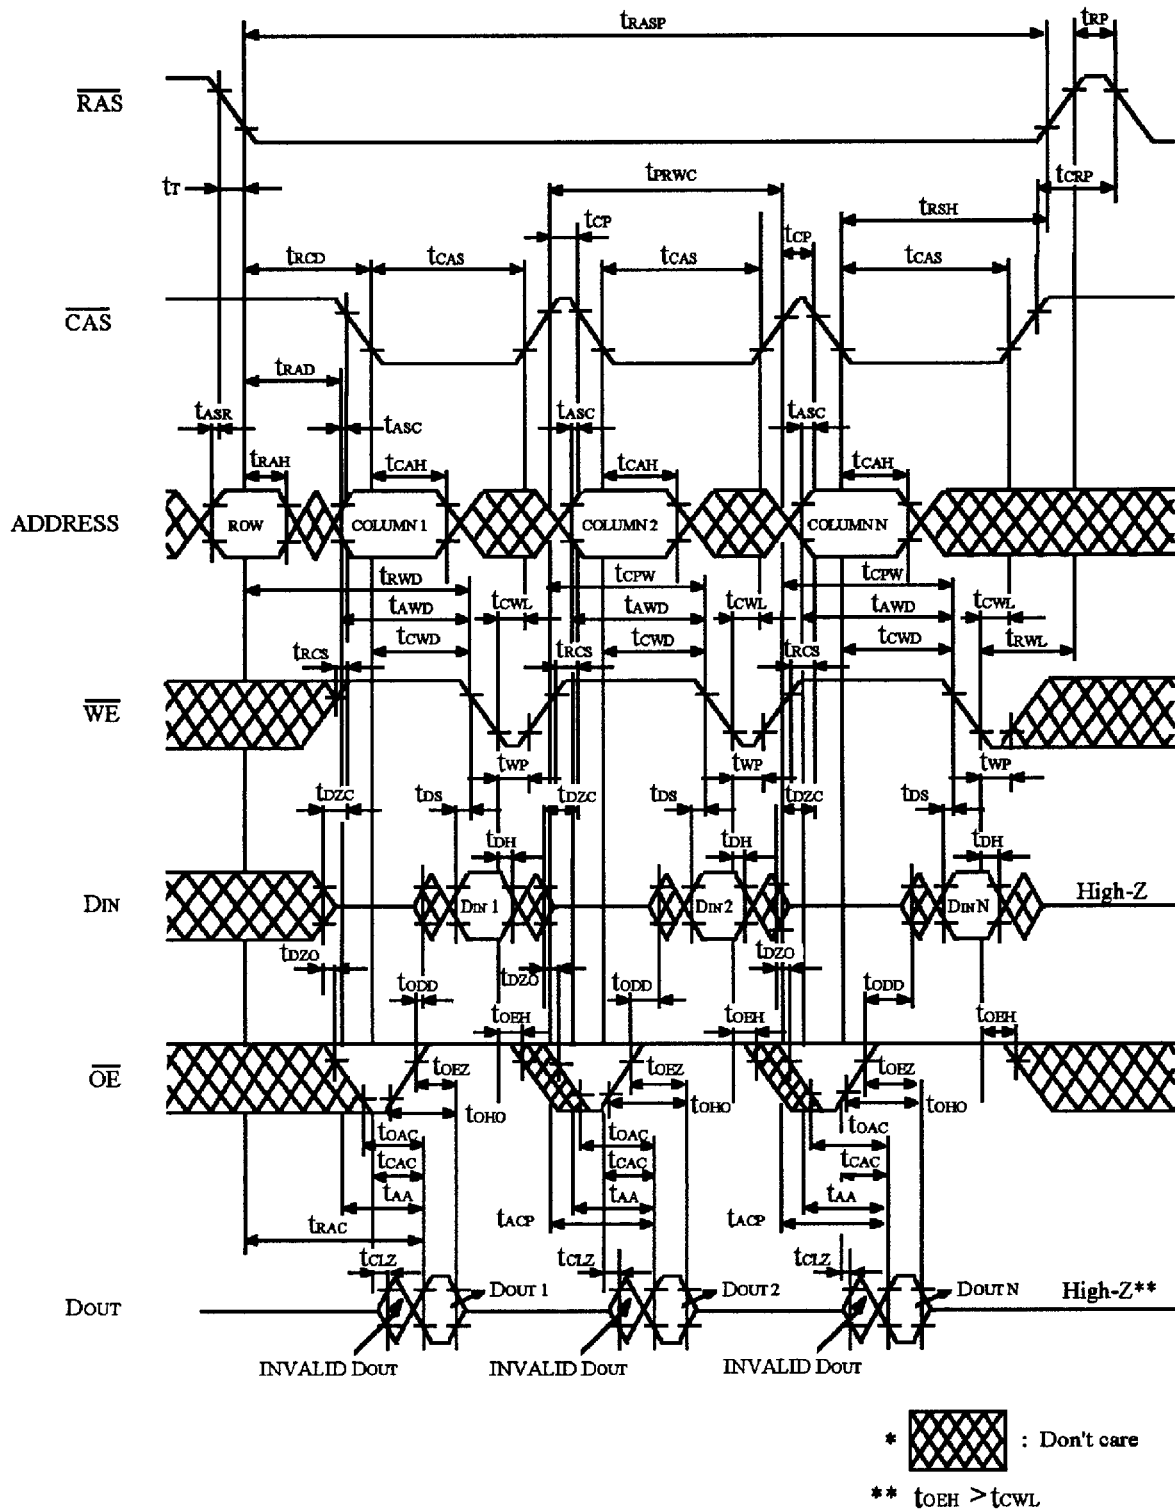 tRASP tRP
RAS
tT tPRWC tCRP
tRSH
tCP tCP
tRCD tCAS tCAS tCAS
CAS
tRAD
tASR tASC tASC tASC
tRAH tCAH tCAH tCAH
ADDRESS ROW COLUMN 1 COLUMN 2 COLUMN N
tRWD tCPW tCPW
tAWD tCWL tAWD tCWL tAWD tCWL
tCWD tCWD tCWD tRWL
tRCS tRCS tRCS
WE
tWP tWP tWP
tDZC tDS tDZC tDS tDZC tDS
tDH tDH tDH
DIN DIN 1 DIN 2 DIN N High-Z
tDZO tDZO tDZO
tODD tODD tODD
tOEH tOEH tOEH
OE tOEZ tOEZ tOEZ
tOHO tOHO tOHO
tOAC tOAC tOAC
tCAC tCAC tCAC
tAA tAA tAA
tRAC tACP tACP
tCLZ tCLZ tCLZ
DOUT DOUT 1 DOUT 2 DOUT N High-Z**
INVALID DOUT INVALID DOUT INVALID DOUT
* : Don't care
** tOEH > tCWL